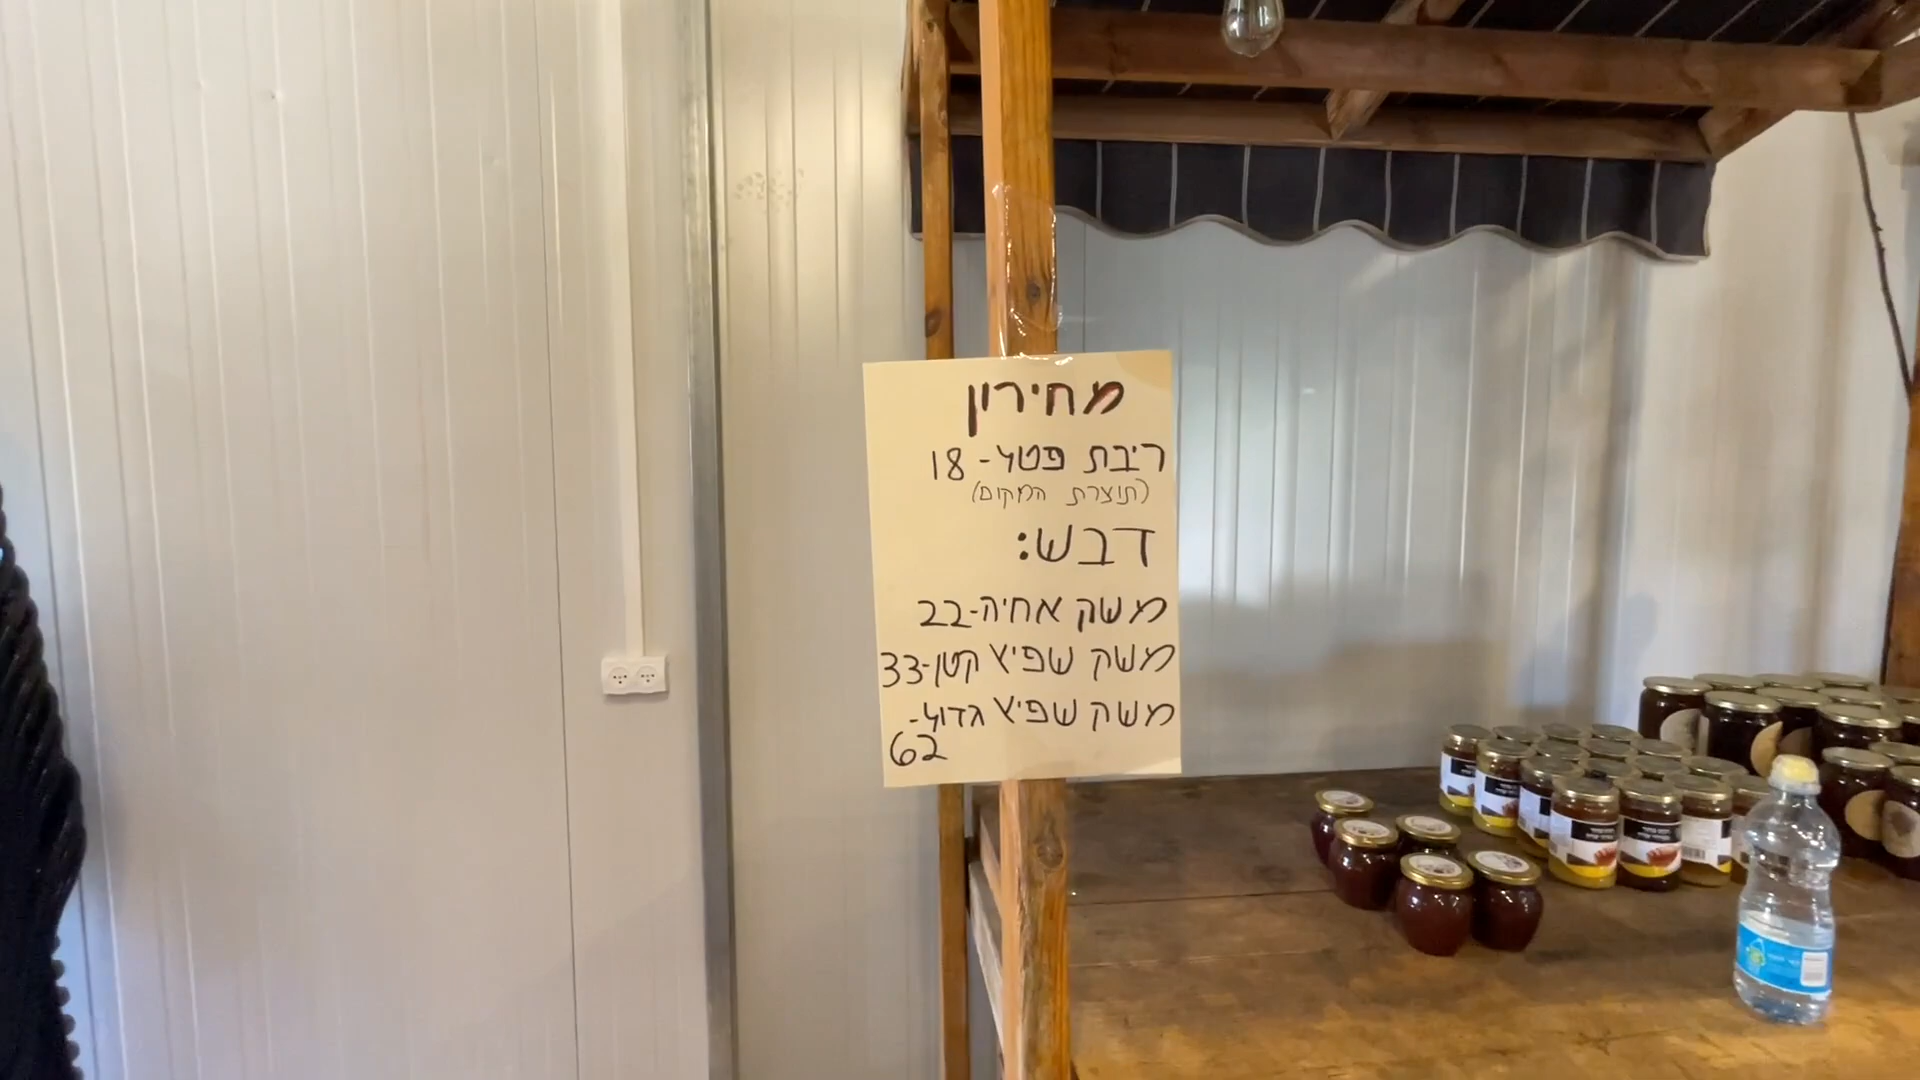 מחירון
ריבת פטל - 18
(תוצרת המקום)
דבש:
משק אחיה-22
משק שפיץ קטן-33
משק שפיץ גדול-
62